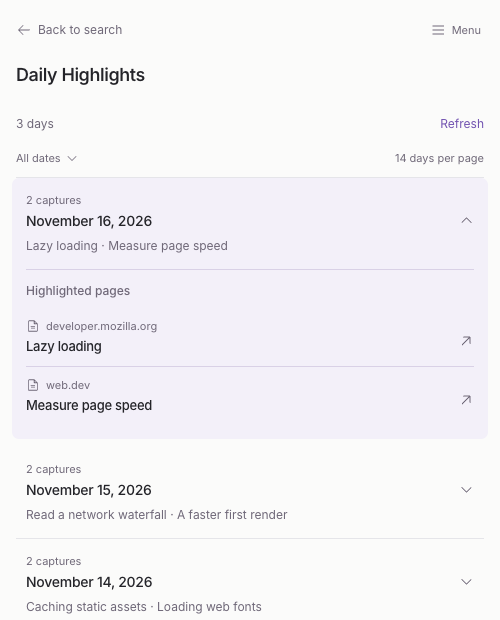 Back to search
Menu
Daily Highlights
3 days
Refresh
All dates
14 days per page
2 captures
November 16, 2026
Lazy loading · Measure page speed
Highlighted pages
developer.mozilla.org
Lazy loading
web.dev
Measure page speed
2 captures
November 15, 2026
Read a network waterfall · A faster first render
2 captures
November 14, 2026
Caching static assets · Loading web fonts